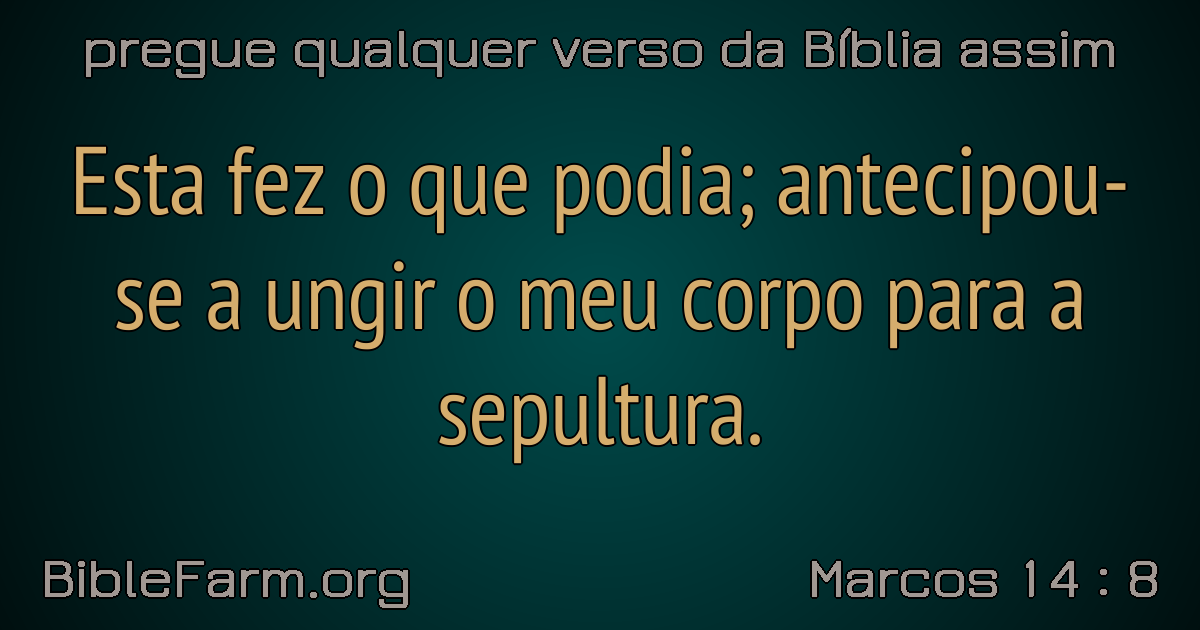 pregue qualquer verso da Bíblia assim
Esta fez o que podia; antecipou-
se a ungir o meu corpo para a
sepultura.
BibleFarm.org
Marcos 14 : 8